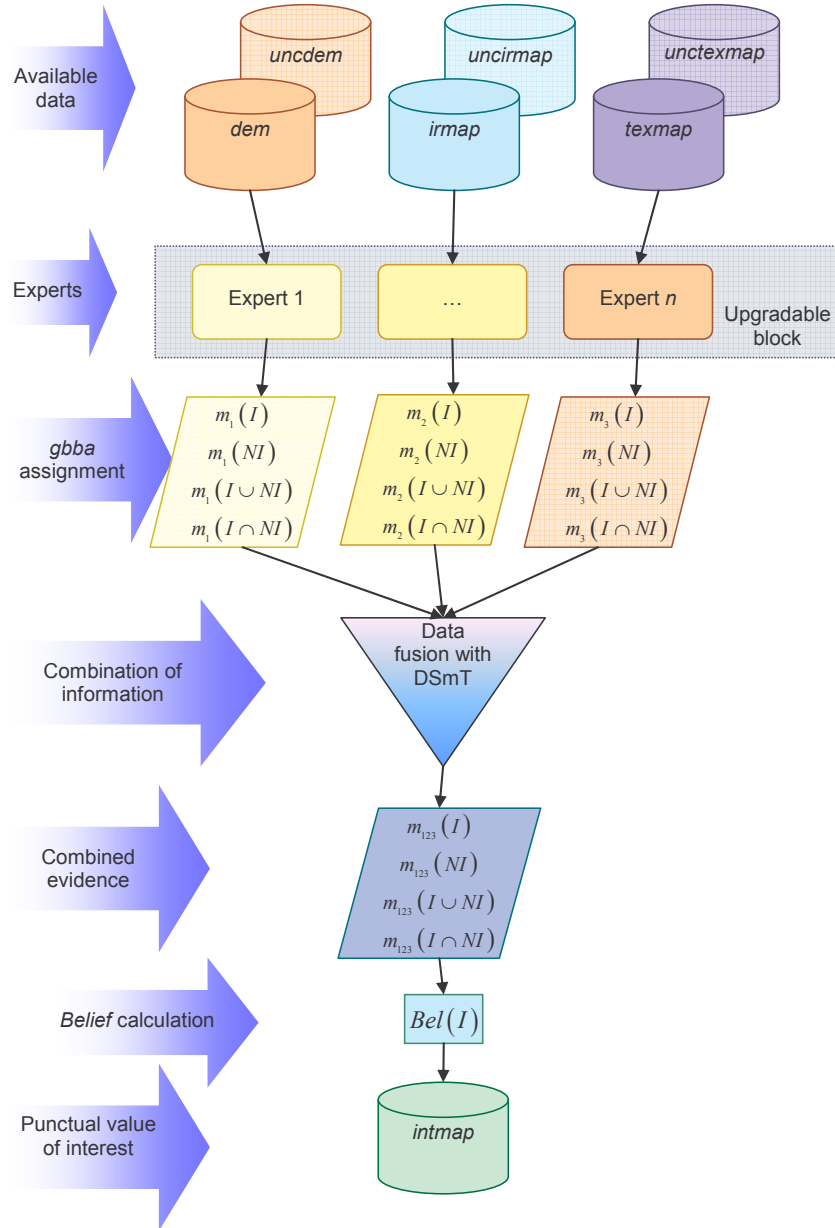 Available
data
uncdem
uncirmap
unctexmap
dem
irmap
texmap
Experts
Expert 1
...
Expert n
Upgradable
block
gbba
assignment
m₁(I)
m₁(NI)
m₁(I ∪ NI)
m₁(I ∩ NI)
m₂(I)
m₂(NI)
m₂(I ∪ NI)
m₂(I ∩ NI)
m₃(I)
m₃(NI)
m₃(I ∪ NI)
m₃(I ∩ NI)
Combination of
information
Data
fusion with
DSmT
Combined
evidence
m₁₂₃(I)
m₁₂₃(NI)
m₁₂₃(I ∪ NI)
m₁₂₃(I ∩ NI)
Belief calculation
Bel(I)
Punctual value
of interest
intmap